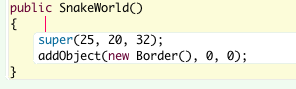 public SnakeWorld()
{
super(25, 20, 32);
addObject(new Border(), 0, 0);
}